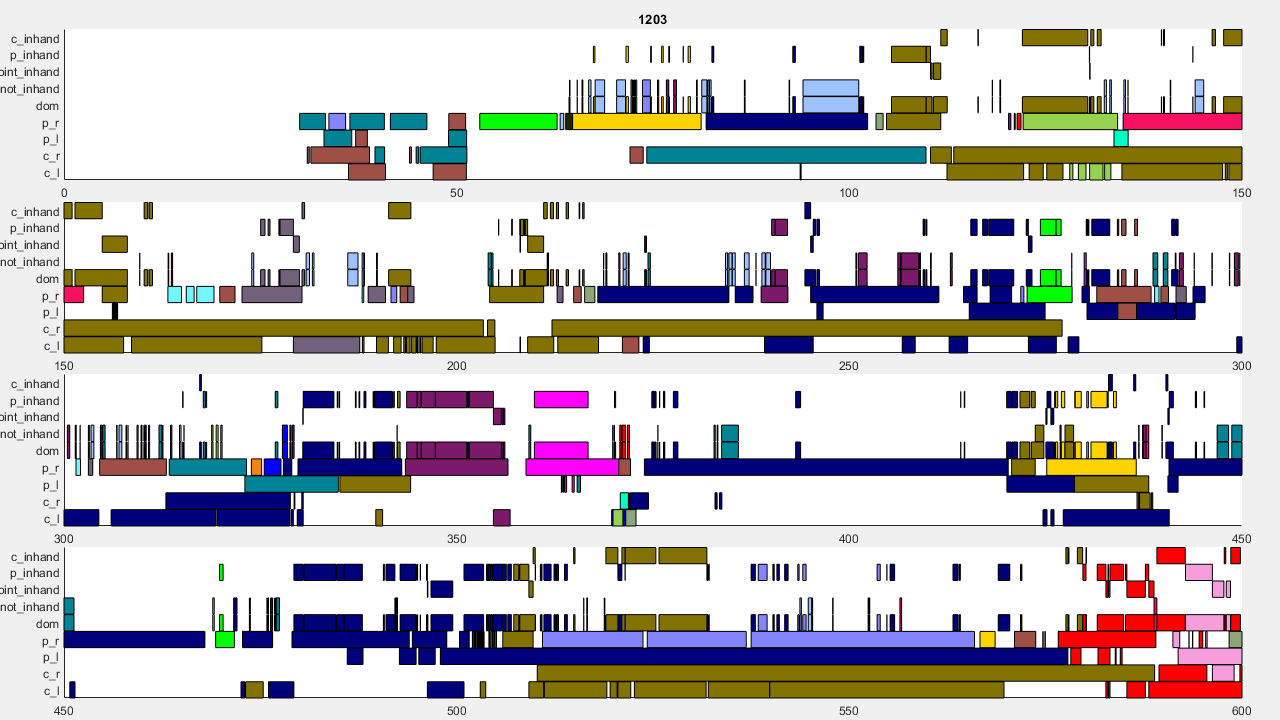 1203
c_inhand
p_inhand
oint_inhand
not_inhand
dom
p_r
p_l
c_r
c_l
0 50 100 150
c_inhand
p_inhand
oint_inhand
not_inhand
dom
p_r
p_l
c_r
c_l
150 200 250 300
c_inhand
p_inhand
oint_inhand
not_inhand
dom
p_r
p_l
c_r
c_l
300 350 400 450
c_inhand
p_inhand
oint_inhand
not_inhand
dom
p_r
p_l
c_r
c_l
450 500 550 600